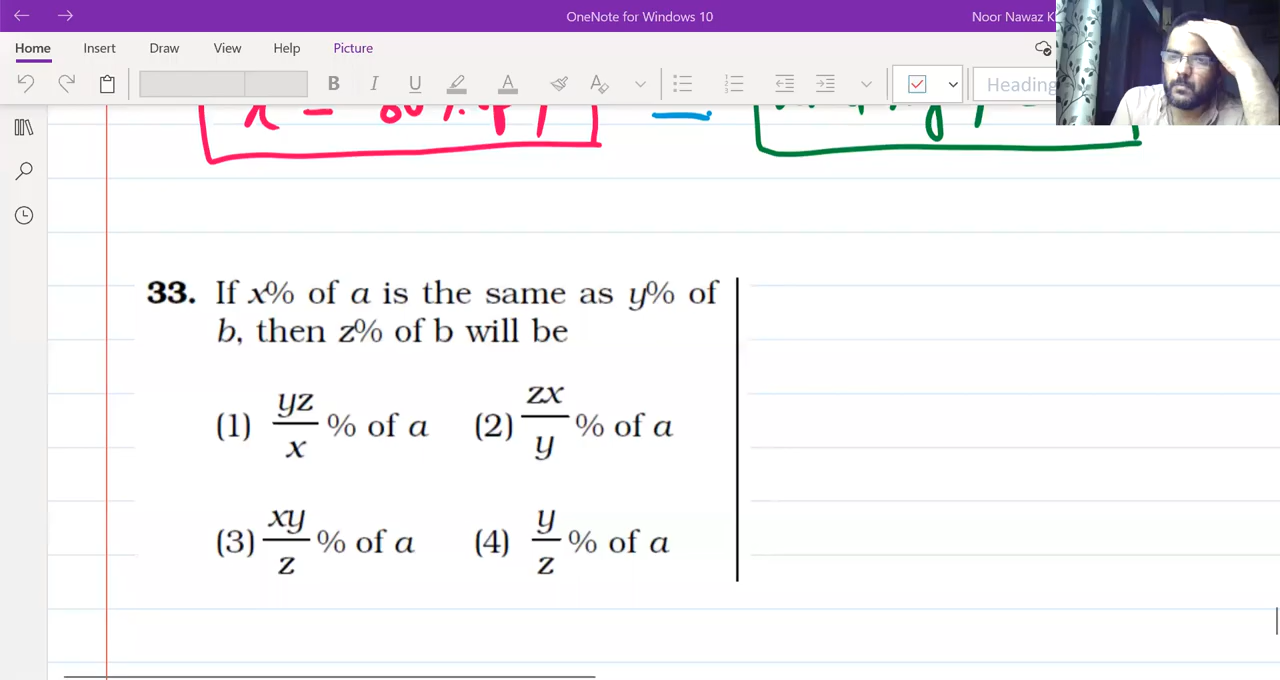 OneNote for Windows 10
Noor Nawaz K
Home Insert Draw View Help Picture
B I U A
Heading
33. If x% of a is the same as y% of
b, then z% of b will be
(1) yz/x % of a (2) zx/y % of a
(3) xy/z % of a (4) y/z % of a